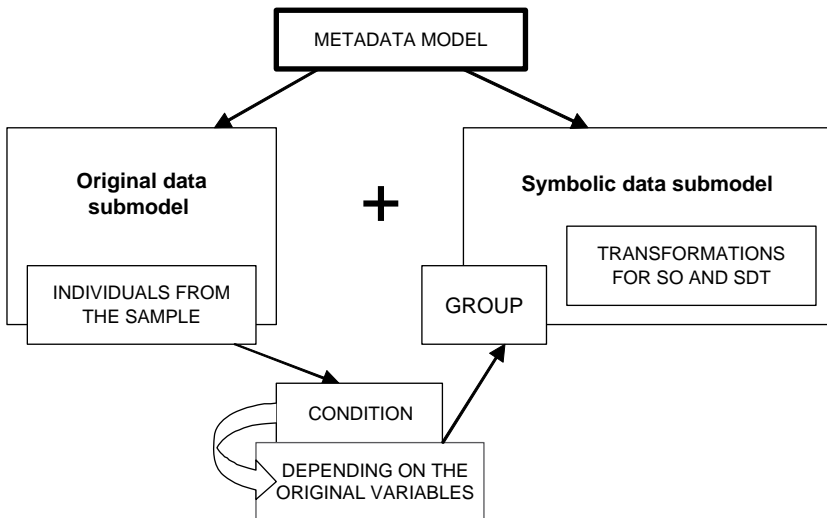 METADATA MODEL
Original data
submodel
+
Symbolic data submodel
TRANSFORMATIONS
FOR SO AND SDT
INDIVIDUALS FROM
THE SAMPLE
GROUP
CONDITION
DEPENDING ON THE
ORIGINAL VARIABLES